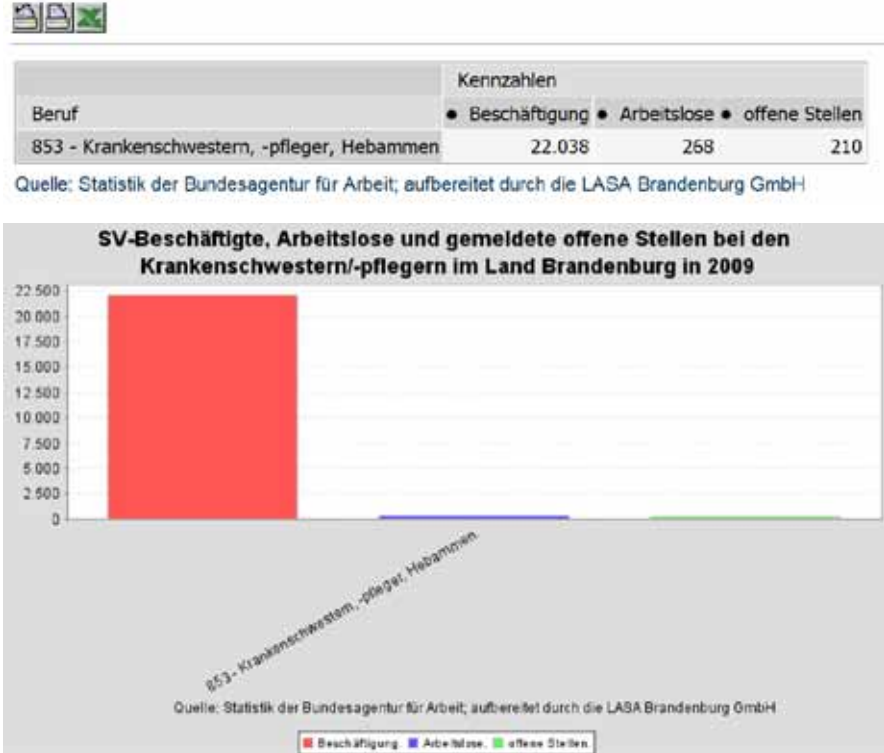 Kennzahlen
Beruf • Beschäftigung • Arbeitslose • offene Stellen
853 - Krankenschwestern, -pfleger, Hebammen 22.038 268 210
Quelle: Statistik der Bundesagentur für Arbeit; aufbereitet durch die LASA Brandenburg GmbH
SV-Beschäftigte, Arbeitslose und gemeldete offene Stellen bei den
Krankenschwestern/-pflegern im Land Brandenburg in 2009
22 500
20 000
17 500
15 000
12 500
10 000
7 500
5 000
2 500
0
853 - Krankenschwestern, -pfleger, Hebammen.
Quelle: Statistik der Bundesagentur für Arbeit; aufbereitet durch die LASA Brandenburg GmbH
Beschäftigung. Arbeitslose. offene Stellen.